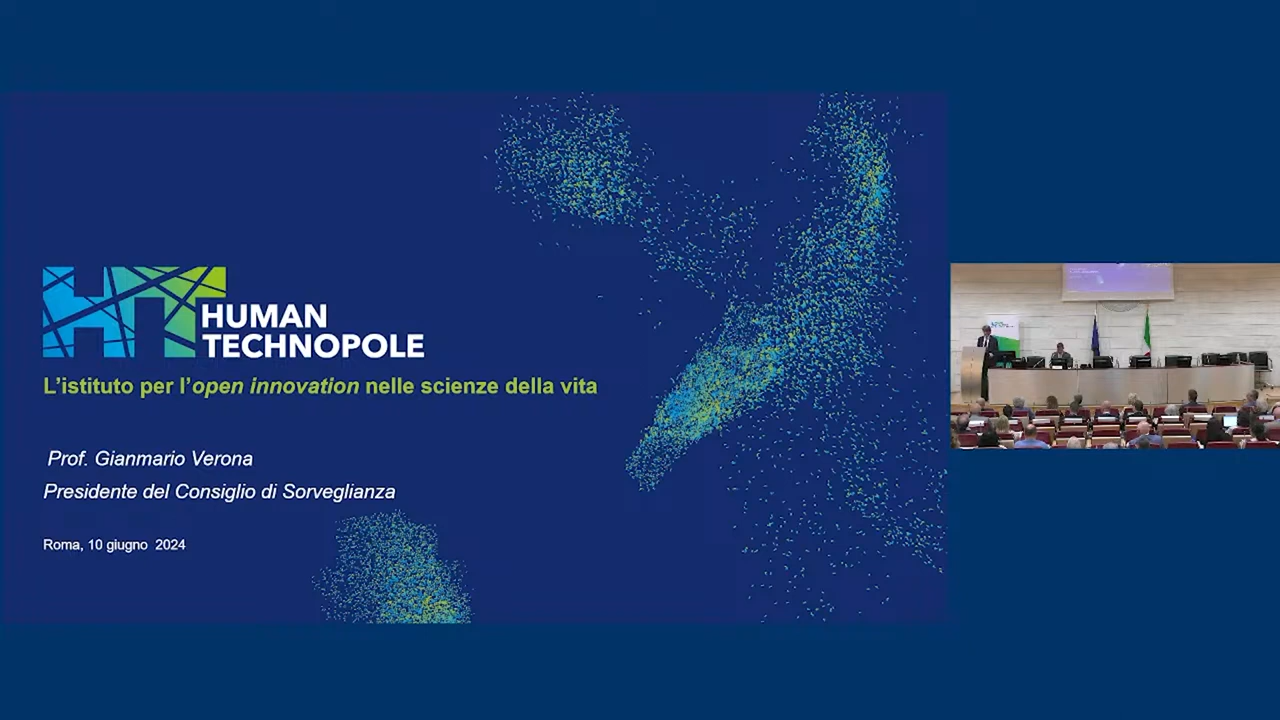 HUMAN
TECHNOPOLE
L'istituto per l'open innovation nelle scienze della vita
Prof. Gianmario Verona
Presidente del Consiglio di Sorveglianza
Roma, 10 giugno 2024